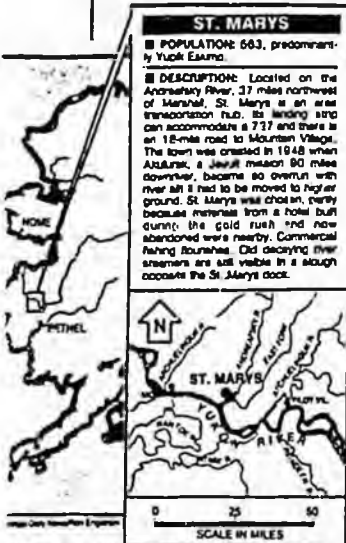 ST. MARYS
■ POPULATION: 663, predominant-
ly Yupik Eskimo.
■ DESCRIPTION: Located on the
Andreafsky River, 37 miles northwest
of Marshall, St. Marys is an area
transportation hub. Its landing strip
can accommodate a 737 and there is
an 18-mile road to Mountain Village.
The town was created in 1948 when
Akulurak, a Jesuit mission 90 miles
downriver, became so overrun with
river silt it had to be moved to higher
ground. St. Marys was chosen, partly
because materials from a hotel built
during the gold rush and now
abandoned were nearby. Commercial
fishing flourishes. Old decaying river
steamers are still visible in a slough
opposite the St. Marys dock.
NOME
BETHEL
N
ST. MARYS
YUKON
RIVER
0 25 50
SCALE IN MILES